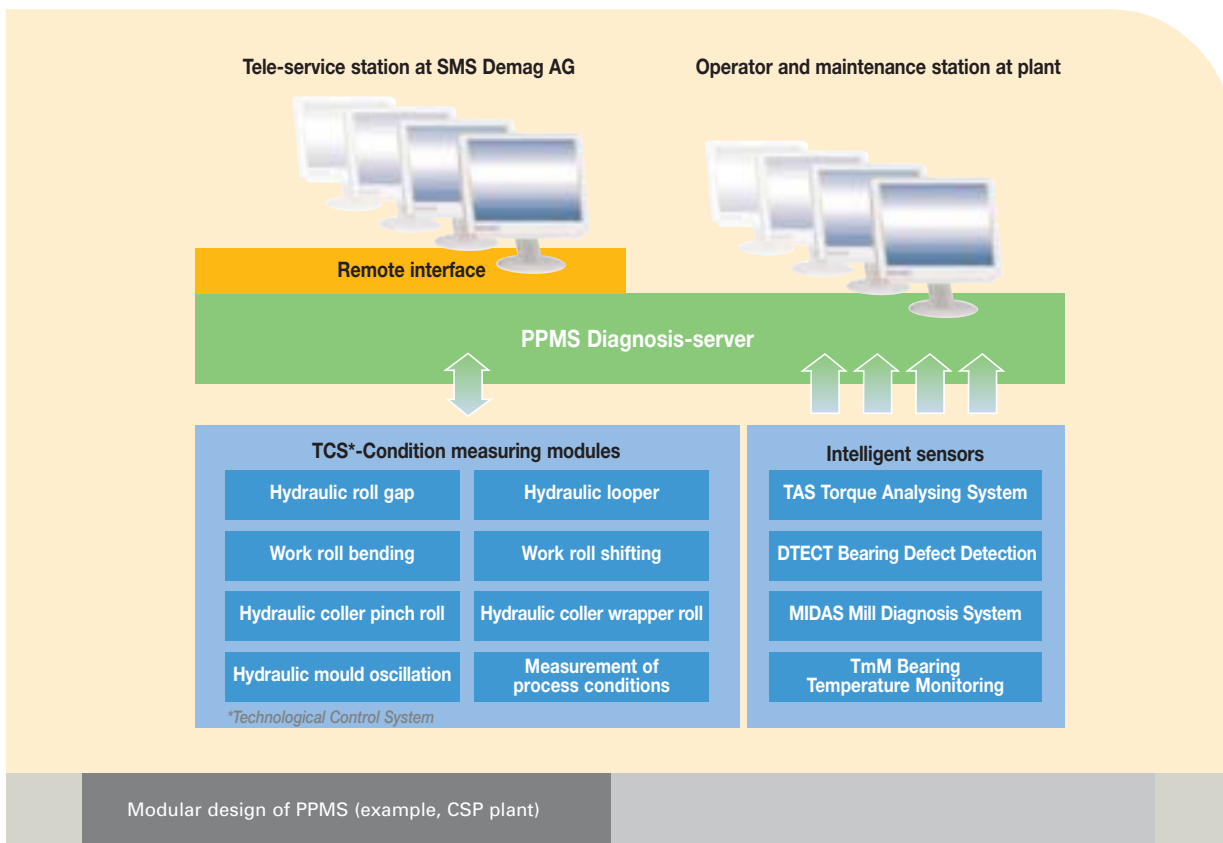 Tele-service station at SMS Demag AG
Operator and maintenance station at plant
Remote interface
PPMS Diagnosis-server
TCS*-Condition measuring modules
Hydraulic roll gap
Hydraulic looper
Work roll bending
Work roll shifting
Hydraulic coller pinch roll
Hydraulic coller wrapper roll
Hydraulic mould oscillation
Measurement of
process conditions
*Technological Control System
Intelligent sensors
TAS Torque Analysing System
DTECT Bearing Defect Detection
MIDAS Mill Diagnosis System
TmM Bearing
Temperature Monitoring
Modular design of PPMS (example, CSP plant)